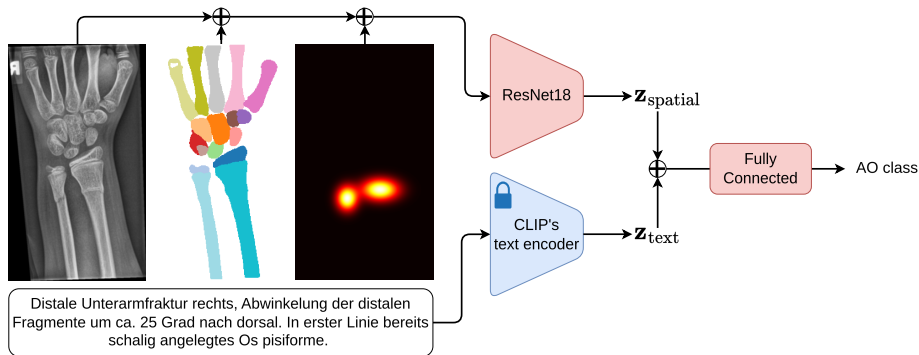 R
ResNet18
z_spatial
Fully
Connected
AO class
CLIP's
text encoder
z_text
Distale Unterarmfraktur rechts, Abwinkelung der distalen
Fragmente um ca. 25 Grad nach dorsal. In erster Linie bereits
schalig angelegtes Os pisiforme.